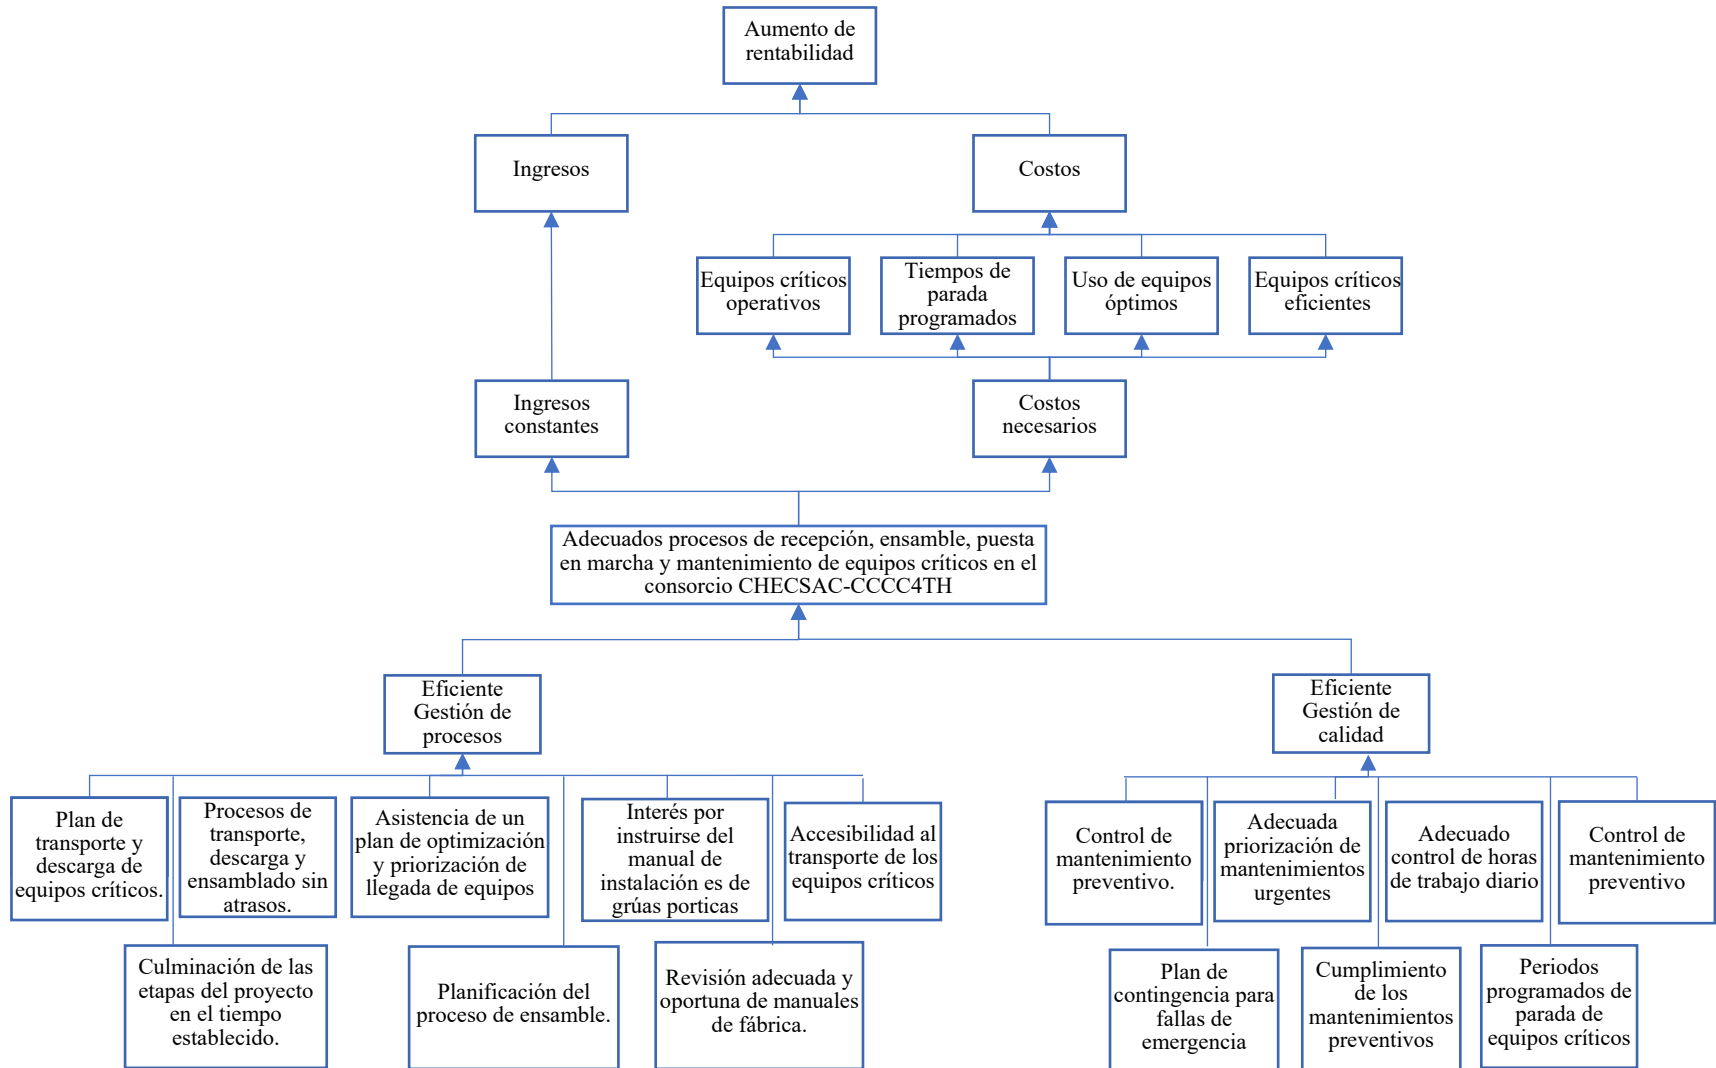 Aumento de
rentabilidad
Ingresos
Costos
Equipos críticos
operativos
Tiempos de
parada
programados
Uso de equipos
óptimos
Equipos críticos
eficientes
Ingresos
constantes
Costos
necesarios
Adecuados procesos de recepción, ensamble, puesta
en marcha y mantenimiento de equipos críticos en el
consorcio CHECSAC-CCCC4TH
Eficiente
Gestión de
procesos
Eficiente
Gestión de
calidad
Plan de
transporte y
descarga de
equipos críticos.
Procesos de
transporte,
descarga y
ensamblado sin
atrasos.
Asistencia de un
plan de optimización
y priorización de
llegada de equipos
Interés por
instruirse del
manual de
instalación es de
grúas porticas
Accesibilidad al
transporte de los
equipos críticos
Control de
mantenimiento
preventivo.
Adecuada
priorización de
mantenimientos
urgentes
Adecuado
control de horas
de trabajo diario
Control de
mantenimiento
preventivo
Culminación de las
etapas del proyecto
en el tiempo
establecido.
Planificación del
proceso de ensamble.
Revisión adecuada y
oportuna de manuales
de fábrica.
Plan de
contingencia para
fallas de
emergencia
Cumplimiento
de los
mantenimientos
preventivos
Periodos
programados de
parada de
equipos críticos